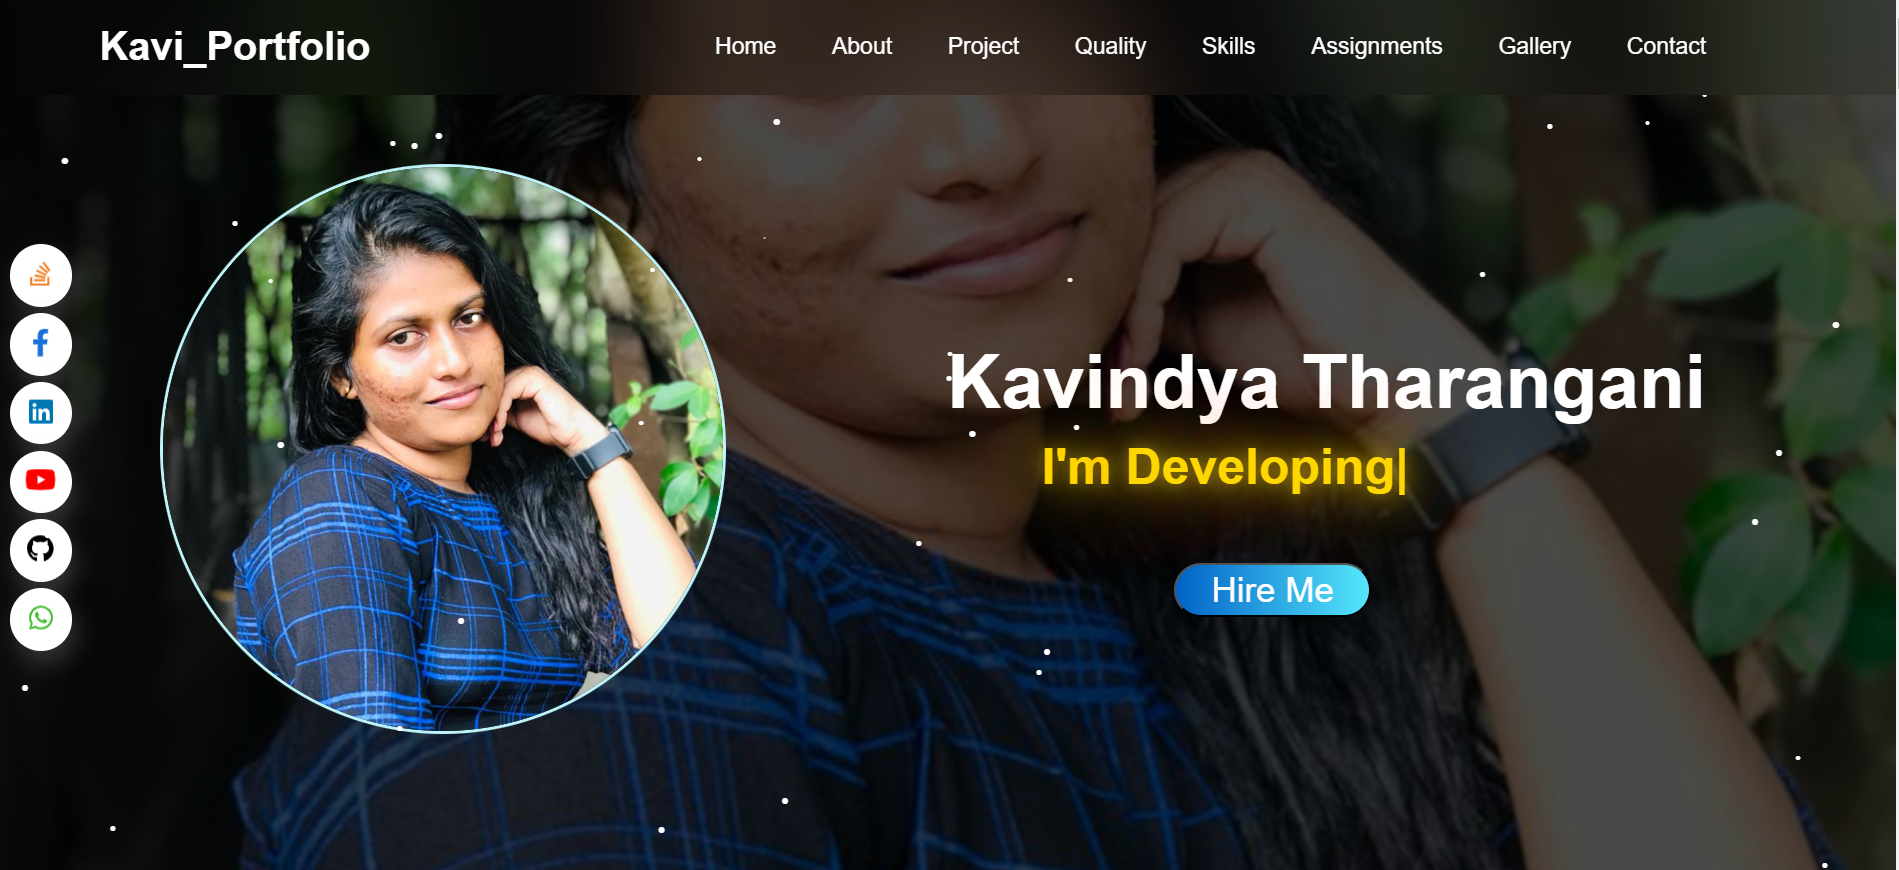 Kavi_Portfolio
Home About Project Quality Skills Assignments Gallery Contact
Kavindya Tharangani
I'm Developing|
Hire Me